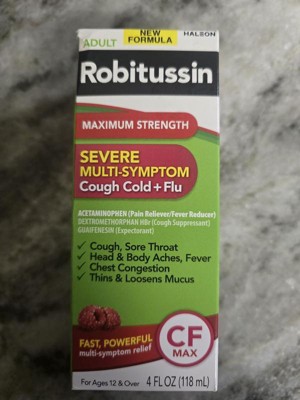 ADULT
NEW
FORMULA
HALEON
Robitussin
MAXIMUM STRENGTH
SEVERE
MULTI-SYMPTOM
Cough Cold + Flu
ACETAMINOPHEN (Pain Reliever/Fever Reducer)
DEXTROMETHORPHAN HBr (Cough Suppressant)
GUAIFENESIN (Expectorant)
✓ Cough, Sore Throat
✓ Head & Body Aches, Fever
✓ Chest Congestion
✓ Thins & Loosens Mucus
FAST, POWERFUL
multi-symptom relief
CF
MAX
For Ages 12 & Over
4 FL OZ (118 mL)